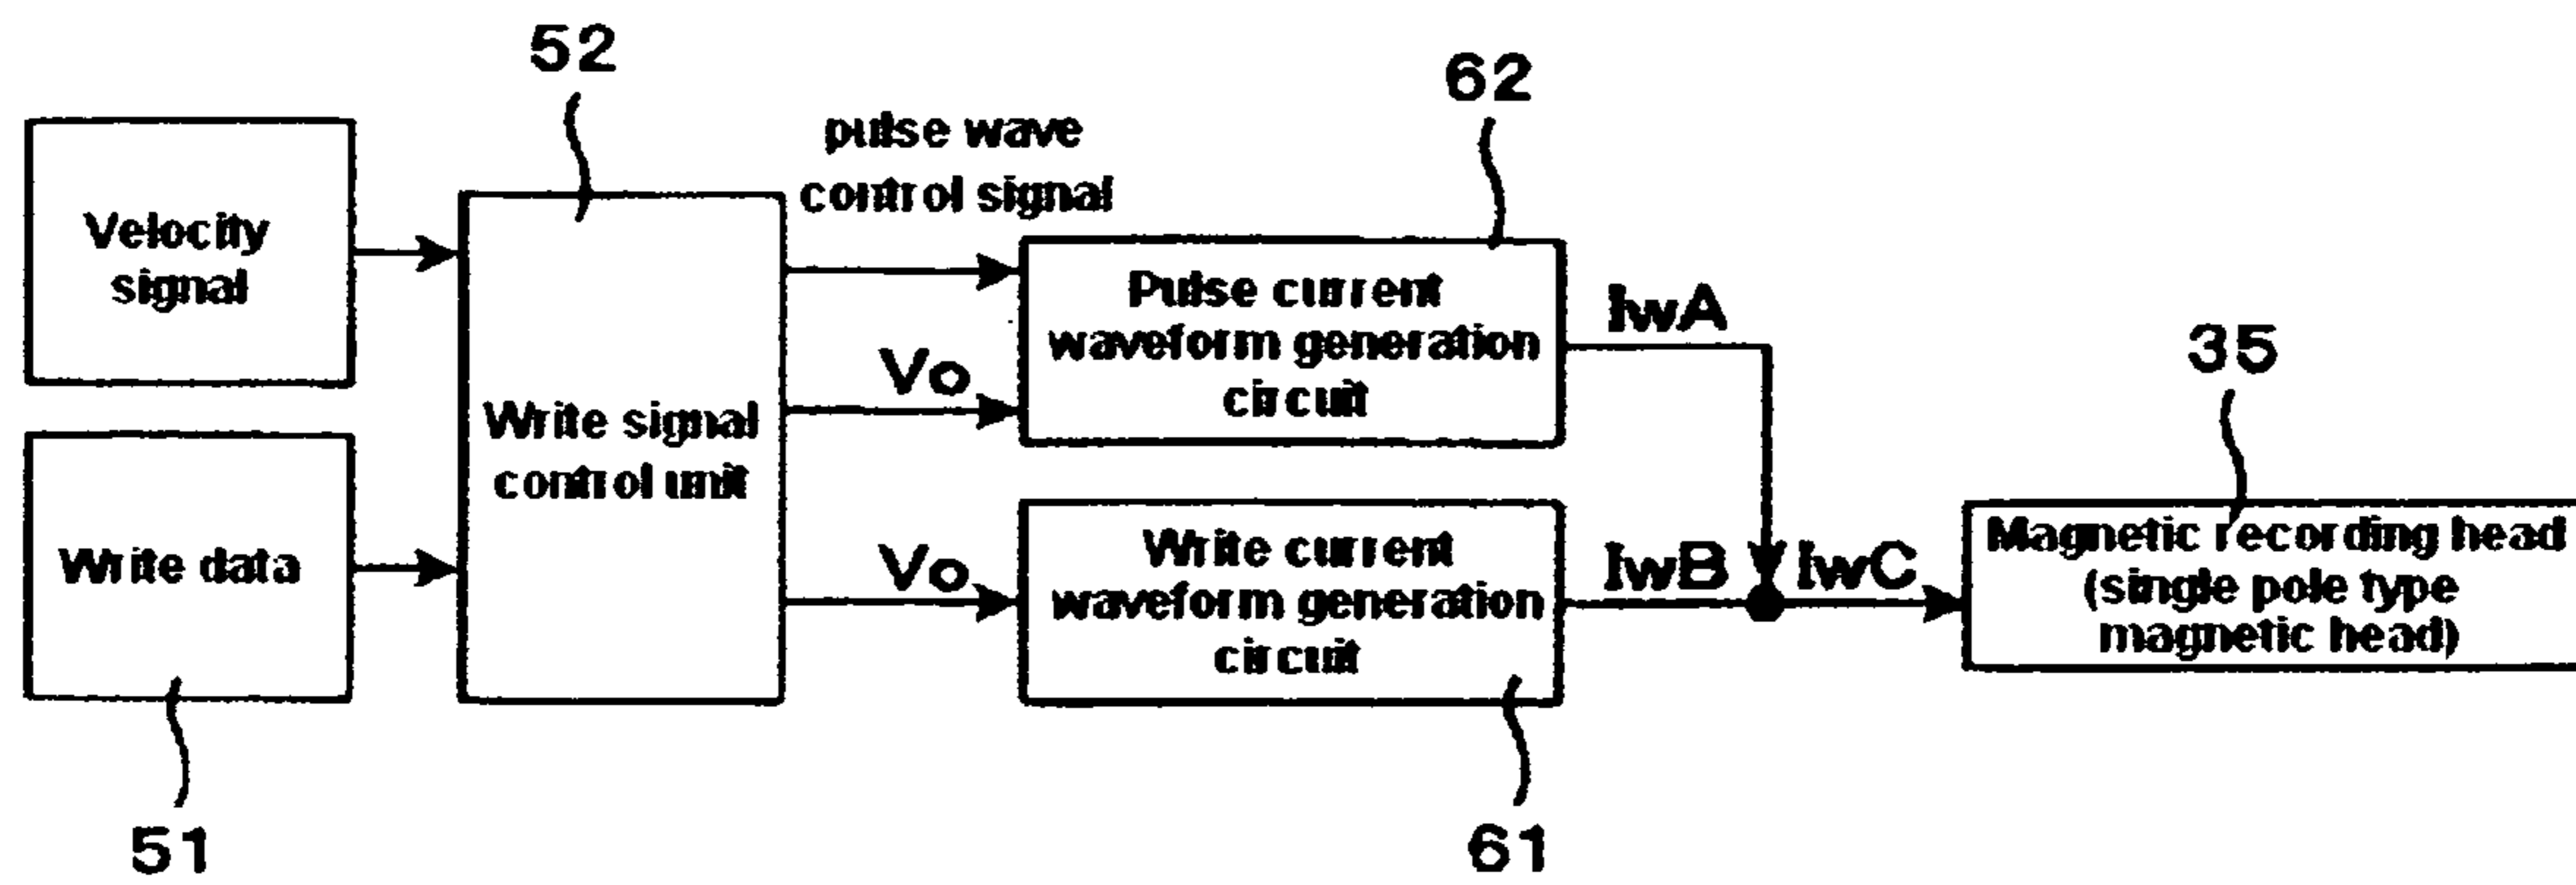 52
62
pulse wave
control signal
Velocity
signal
Pulse current
waveform generation
circuit
IwA
35
Vo
Write signal
control unit
Write data
Vo
Write current
waveform generation
circuit
IwB
IwC
Magnetic recording head
(single pole type
magnetic head)
51
61